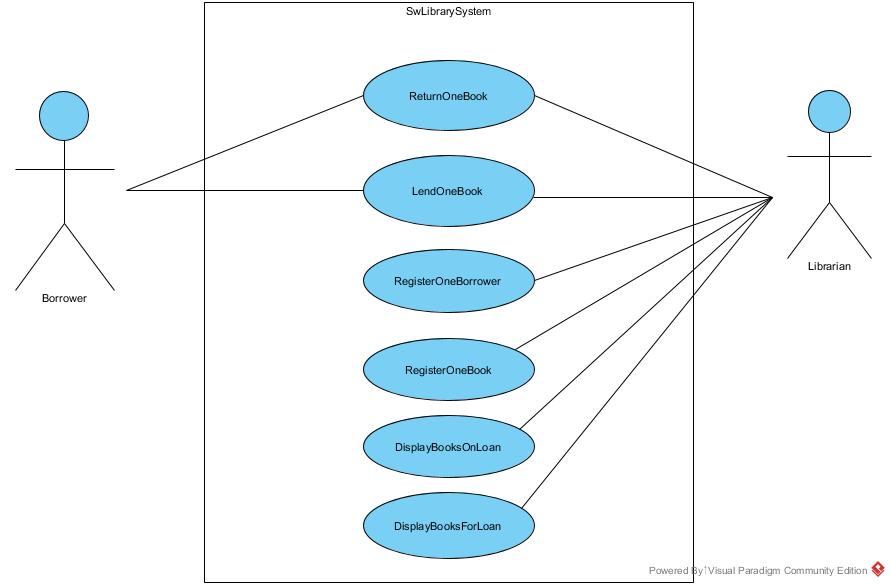 SwLibrarySystem
ReturnOneBook
LendOneBook
RegisterOneBorrower
RegisterOneBook
DisplayBooksOnLoan
DisplayBooksForLoan
Borrower
Librarian
Powered By Visual Paradigm Community Edition